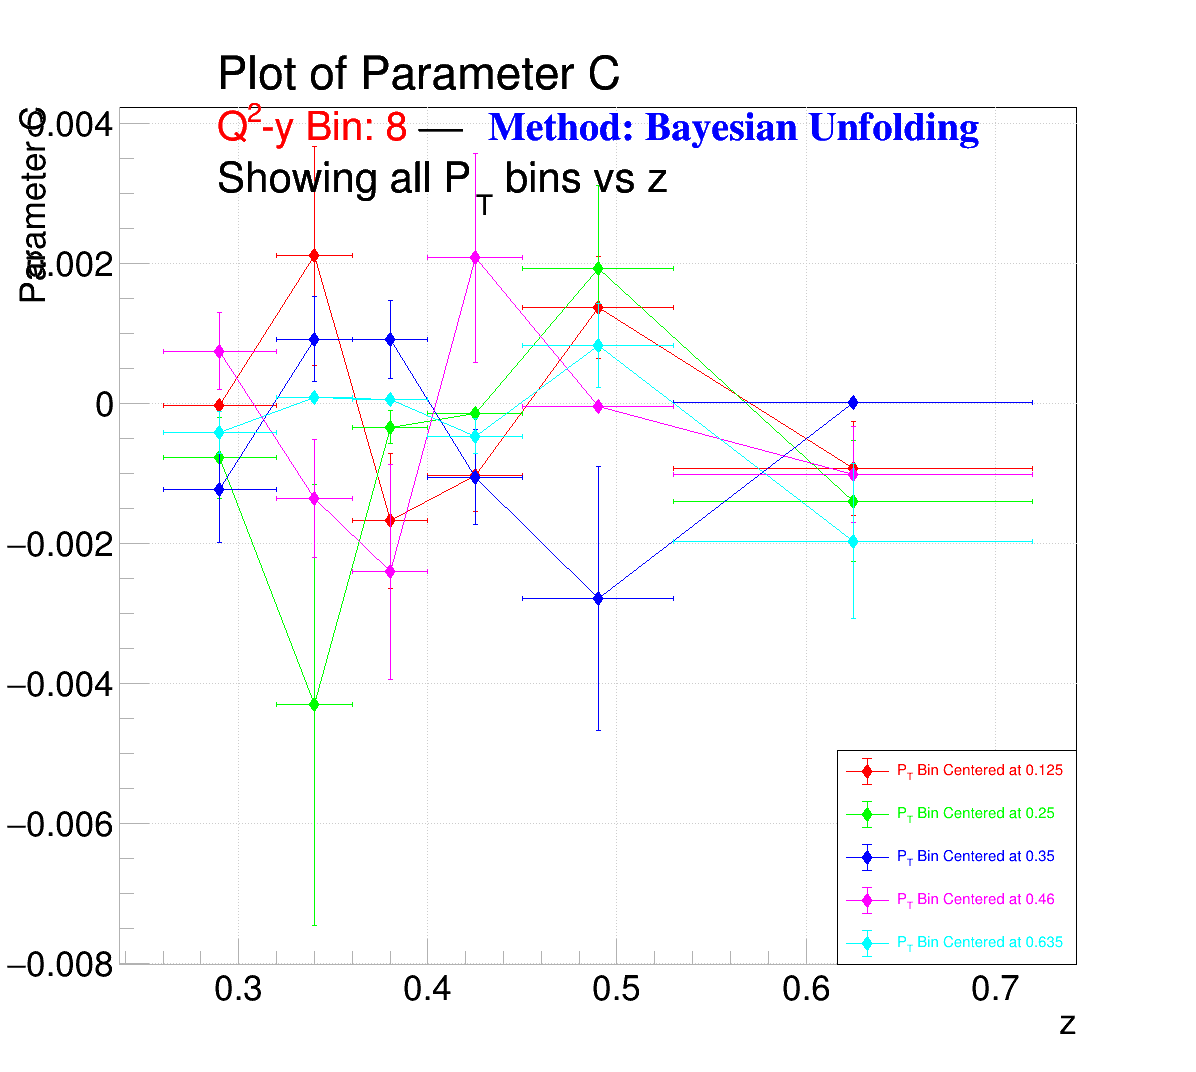 Plot of Parameter C
Q²-y Bin: 8 — Method: Bayesian Unfolding
Showing all P_T bins vs z
Parameter C
0.004
0.002
0
−0.002
−0.004
−0.006
−0.008
0.3 0.4 0.5 0.6 0.7
z
P_T Bin Centered at 0.125
P_T Bin Centered at 0.25
P_T Bin Centered at 0.35
P_T Bin Centered at 0.46
P_T Bin Centered at 0.635